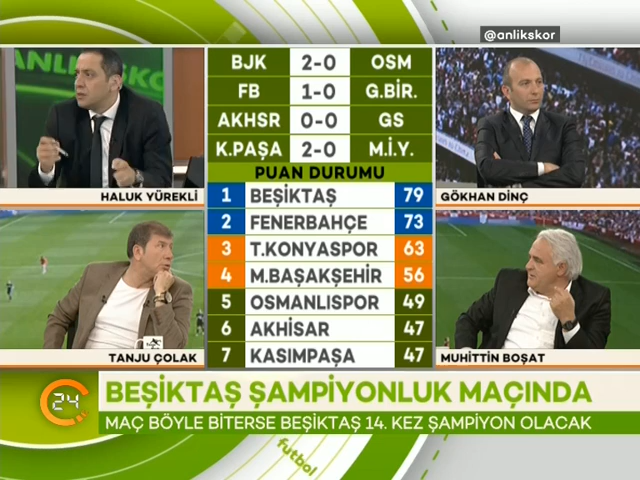 @anlikskor
ANLIKSKOR
BJK 2-0 OSM
FB 1-0 G.BİR.
AKHSR 0-0 GS
K.PAŞA 2-0 M.İ.Y.
PUAN DURUMU
1 BEŞİKTAŞ 79
2 FENERBAHÇE 73
3 T.KONYASPOR 63
4 M.BAŞAKŞEHİR 56
5 OSMANLISPOR 49
6 AKHİSAR 47
7 KASIMPAŞA 47
HALUK YÜREKLİ
GÖKHAN DİNÇ
TANJU ÇOLAK
MUHİTTİN BOŞAT
24
BEŞİKTAŞ ŞAMPİYONLUK MAÇINDA
MAÇ BÖYLE BİTERSE BEŞİKTAŞ 14. KEZ ŞAMPİYON OLACAK
futbol